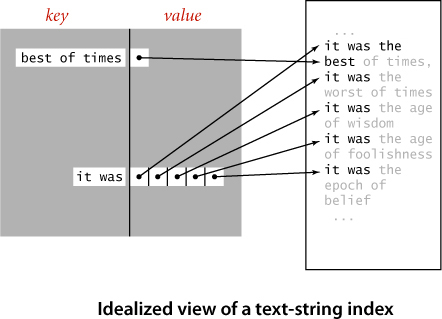 key value
...
it was the
best of times
best of times,
it was the
worst of times
it was the age
of wisdom
it was the age
of foolishness
it was
it was the
epoch of
belief
...
Idealized view of a text-string index